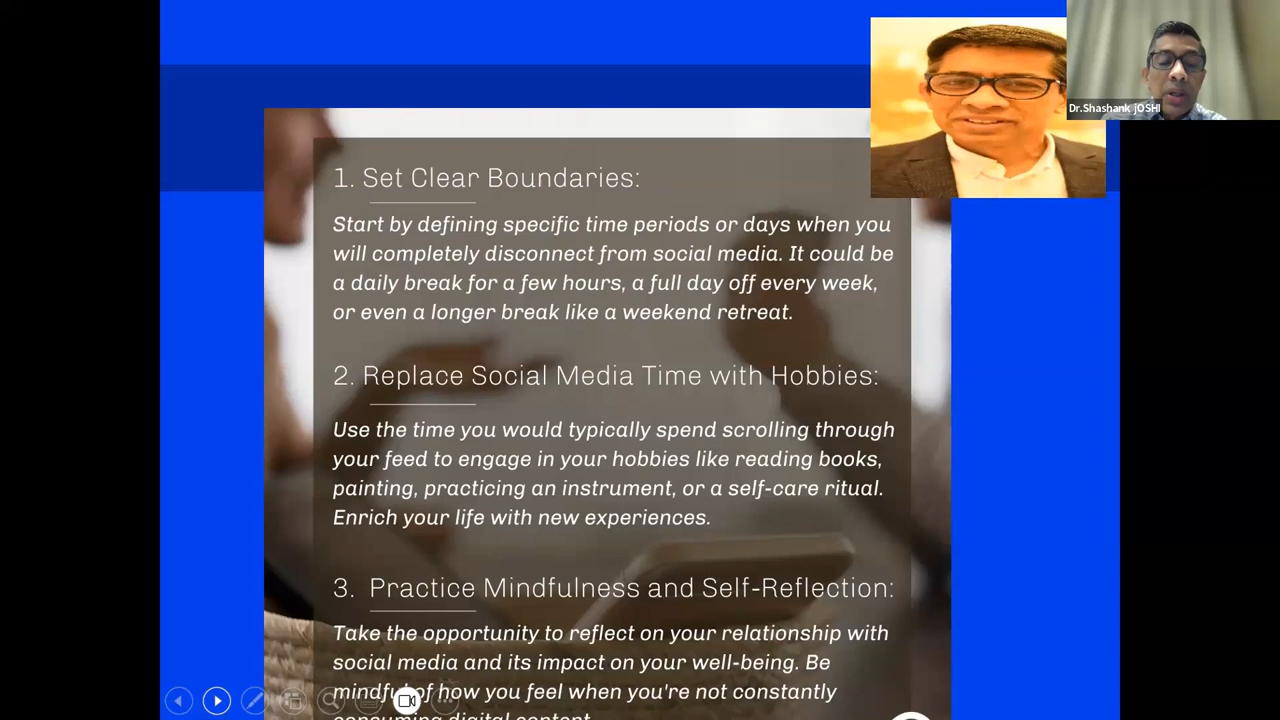 Dr.Shashank jOSHI
1. Set Clear Boundaries:
Start by defining specific time periods or days when you
will completely disconnect from social media. It could be
a daily break for a few hours, a full day off every week,
or even a longer break like a weekend retreat.
2. Replace Social Media Time with Hobbies:
Use the time you would typically spend scrolling through
your feed to engage in your hobbies like reading books,
painting, practicing an instrument, or a self-care ritual.
Enrich your life with new experiences.
3. Practice Mindfulness and Self-Reflection:
Take the opportunity to reflect on your relationship with
social media and its impact on your well-being. Be
mindful of how you feel when you're not constantly
consuming digital content.